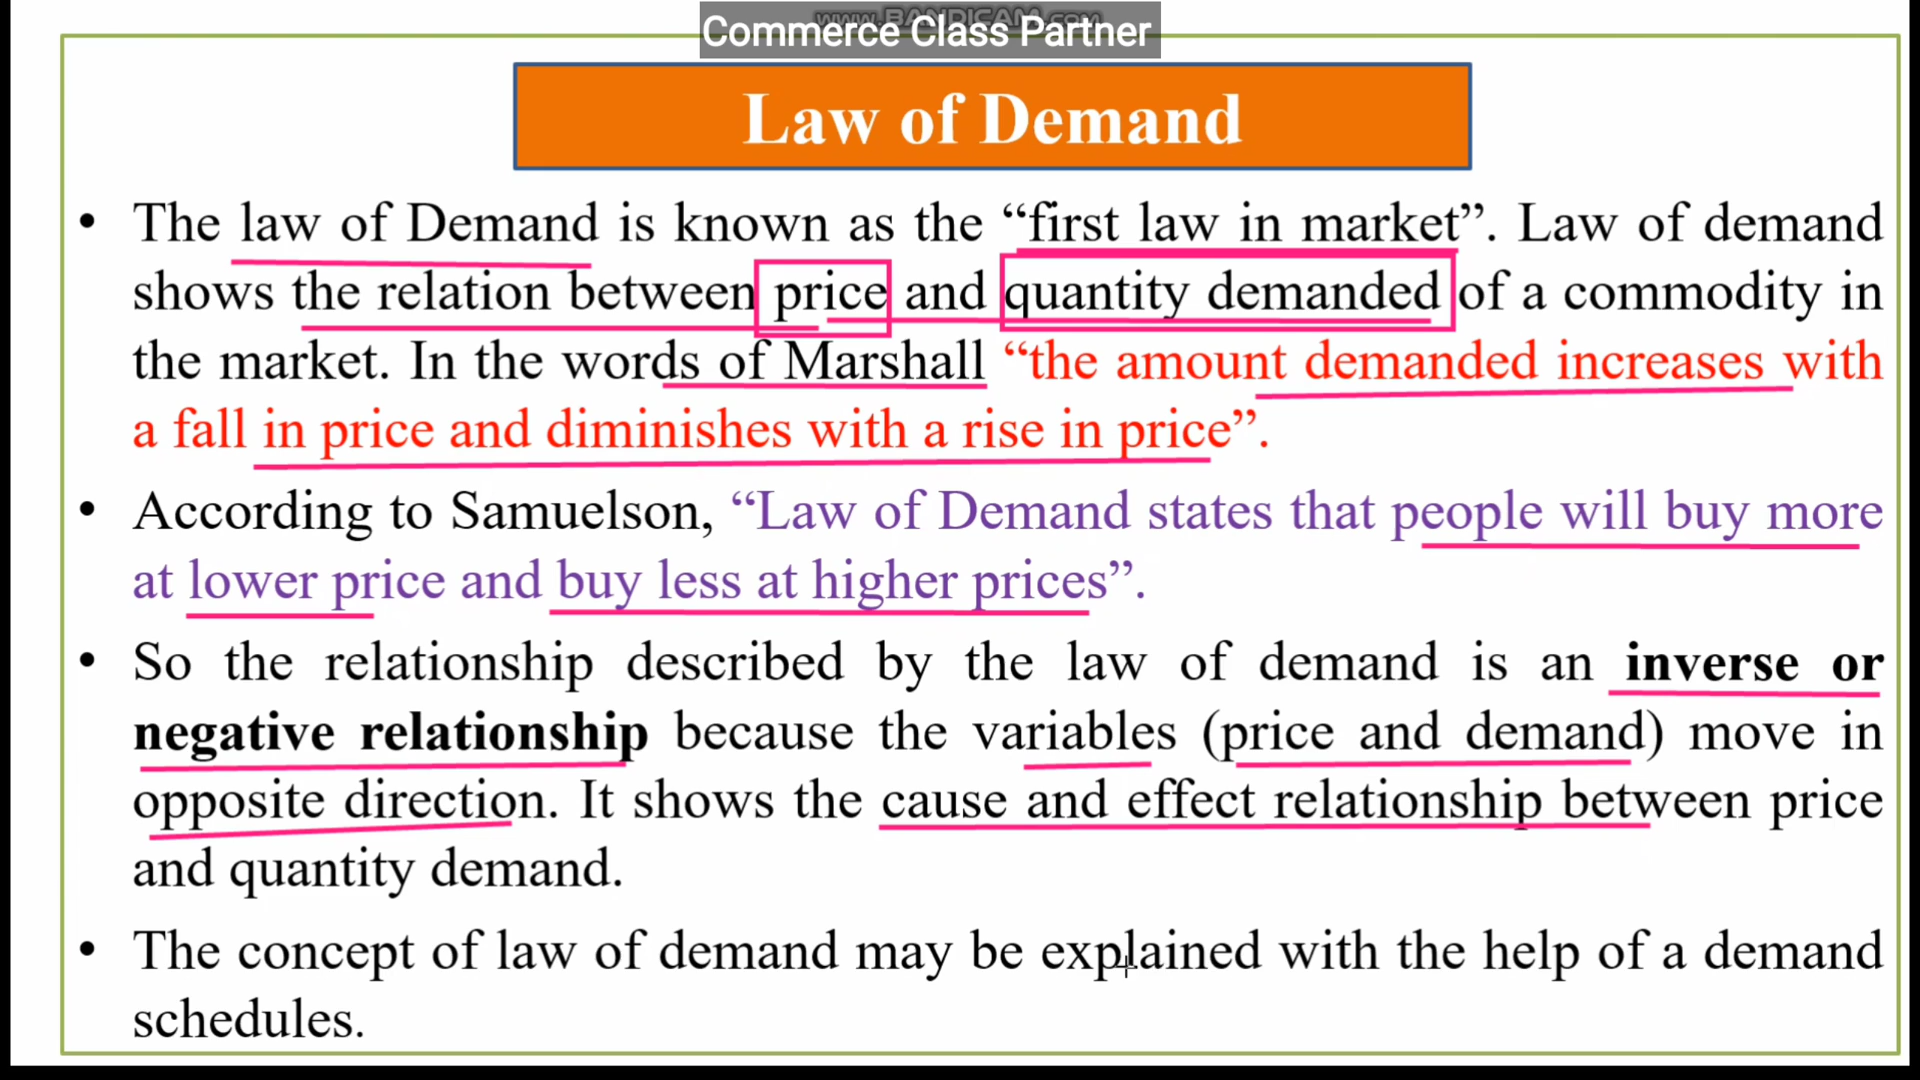 www.BANDICAM.com
Commerce Class Partner
Law of Demand
• The law of Demand is known as the “first law in market”. Law of demand
shows the relation between price and quantity demanded of a commodity in
the market. In the words of Marshall “the amount demanded increases with
a fall in price and diminishes with a rise in price”.
• According to Samuelson, “Law of Demand states that people will buy more
at lower price and buy less at higher prices”.
• So the relationship described by the law of demand is an inverse or
negative relationship because the variables (price and demand) move in
opposite direction. It shows the cause and effect relationship between price
and quantity demand.
• The concept of law of demand may be explained with the help of a demand
schedules.